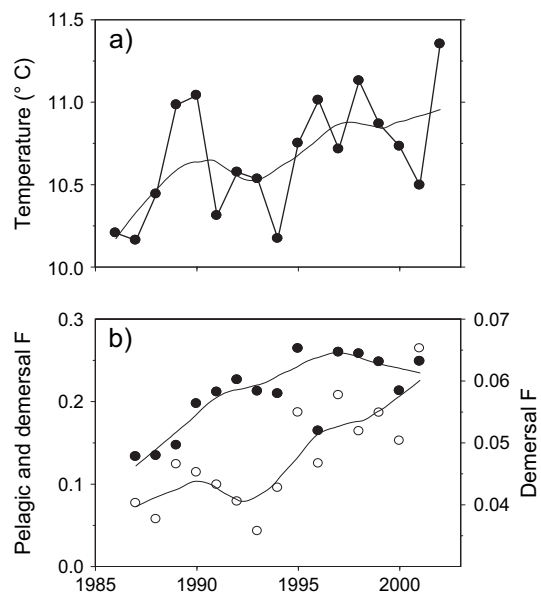 a)
Temperature (° C)
11.5
11.0
10.5
10.0
b)
Pelagic and demersal F
0.3
0.2
0.1
0.0
Demersal F
0.07
0.06
0.05
0.04
1985 1990 1995 2000